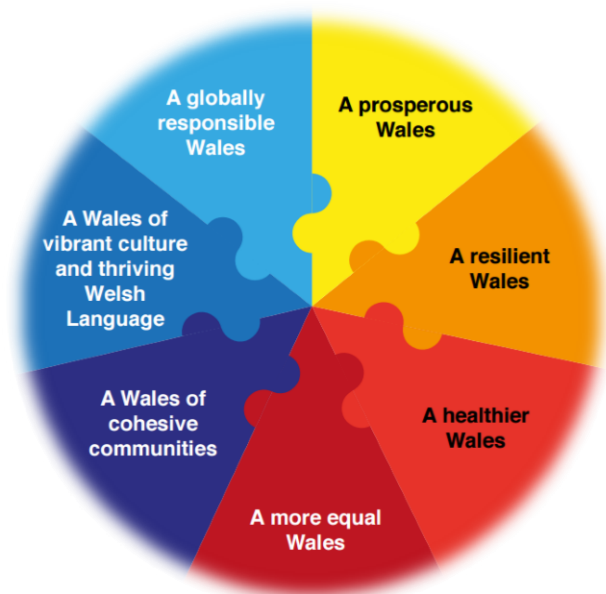 A prosperous
Wales
A resilient
Wales
A healthier
Wales
A more equal
Wales
A Wales of
cohesive
communities
A Wales of
vibrant culture
and thriving
Welsh
Language
A globally
responsible
Wales